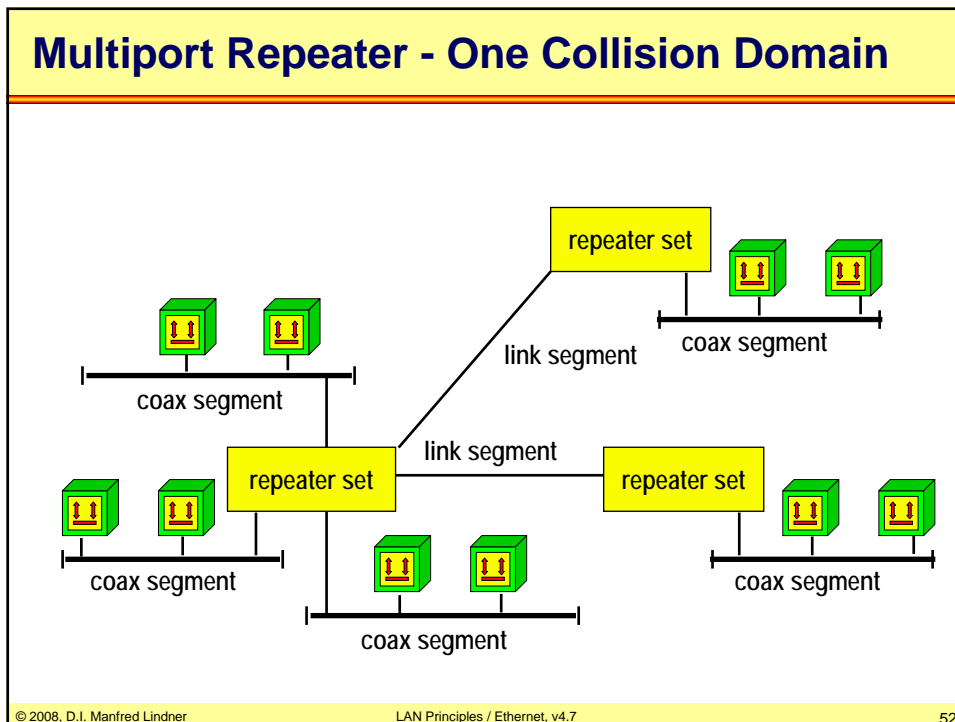 Multiport Repeater - One Collision Domain
repeater set
link segment
coax segment
coax segment
link segment
repeater set
repeater set
coax segment
coax segment
coax segment
© 2008, D.I. Manfred Lindner
LAN Principles / Ethernet, v4.7
52